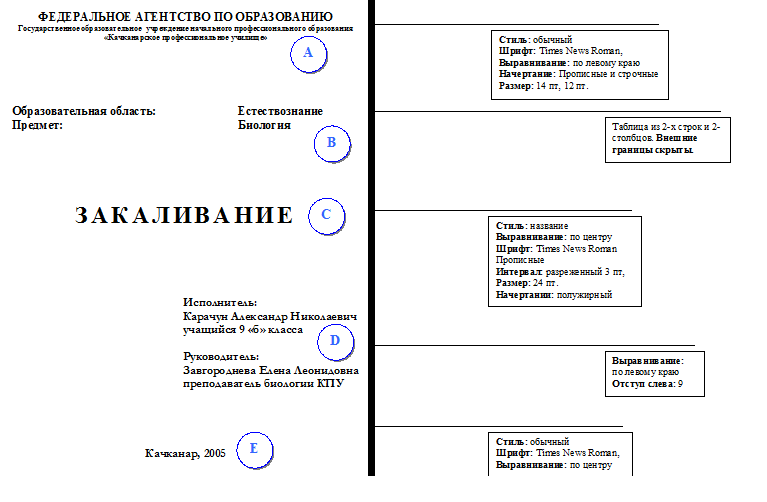 ФЕДЕРАЛЬНОЕ АГЕНТСТВО ПО ОБРАЗОВАНИЮ
Государственное образовательное учреждение начального профессионального образования
«Качканарское профессиональное училище»
A
Образовательная область: Естествознание
Предмет: Биология
B
ЗАКАЛИВАНИЕ
C
Исполнитель:
Карачун Александр Николаевич
учащийся 9 «б» класса
D
Руководитель:
Завгороднева Елена Леонидовна
преподаватель биологии КПУ
Качканар, 2005
E
Стиль: обычный
Шрифт: Times News Roman,
Выравнивание: по левому краю
Начертание: Прописные и строчные
Размер: 14 пт, 12 пт.
Таблица из 2-х строк и 2-
столбцов. Внешние
границы скрыты.
Стиль: название
Выравнивание: по центру
Шрифт: Times News Roman
Прописные
Интервал: разреженный 3 пт,
Размер: 24 пт.
Начертании: полужирный
Выравнивание:
по левому краю
Отступ слева: 9
Стиль: обычный
Шрифт: Times News Roman,
Выравнивание: по центру